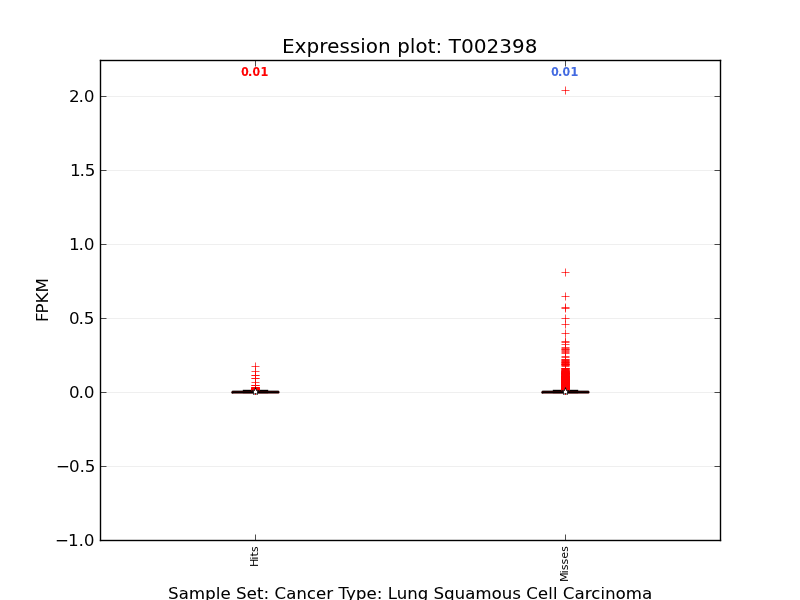 Expression plot: T002398
0.01
0.01
2.0
1.5
1.0
0.5
0.0
−0.5
−1.0
FPKM
Hits
Misses
Sample Set: Cancer Type: Lung Squamous Cell Carcinoma